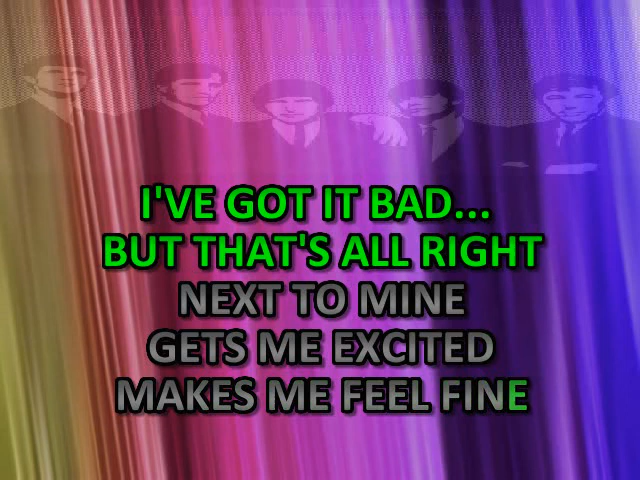 I'VE GOT IT BAD...
BUT THAT'S ALL RIGHT
NEXT TO MINE
GETS ME EXCITED
MAKES ME FEEL FINE